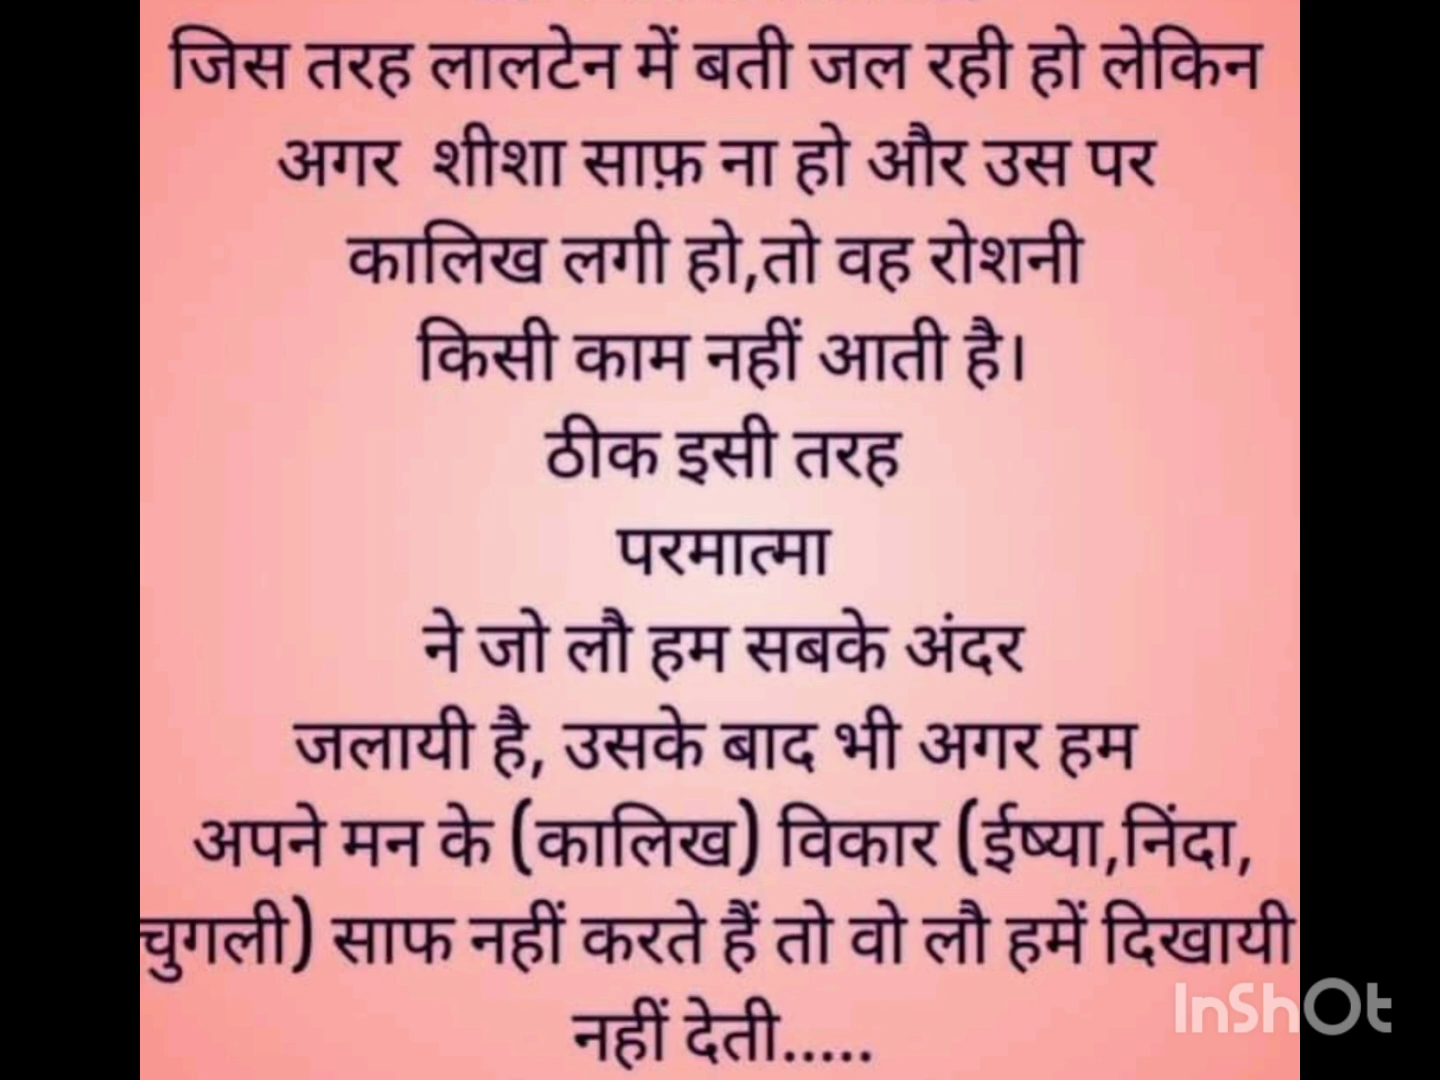 जिस तरह लालटेन में बती जल रही हो लेकिन
अगर शीशा साफ़ ना हो और उस पर
कालिख लगी हो,तो वह रोशनी
किसी काम नहीं आती है।
ठीक इसी तरह
परमात्मा
ने जो लौ हम सबके अंदर
जलायी है, उसके बाद भी अगर हम
अपने मन के (कालिख) विकार (ईष्या,निंदा,
चुगली) साफ नहीं करते हैं तो वो लौ हमें दिखायी
नहीं देती.....
InShOt